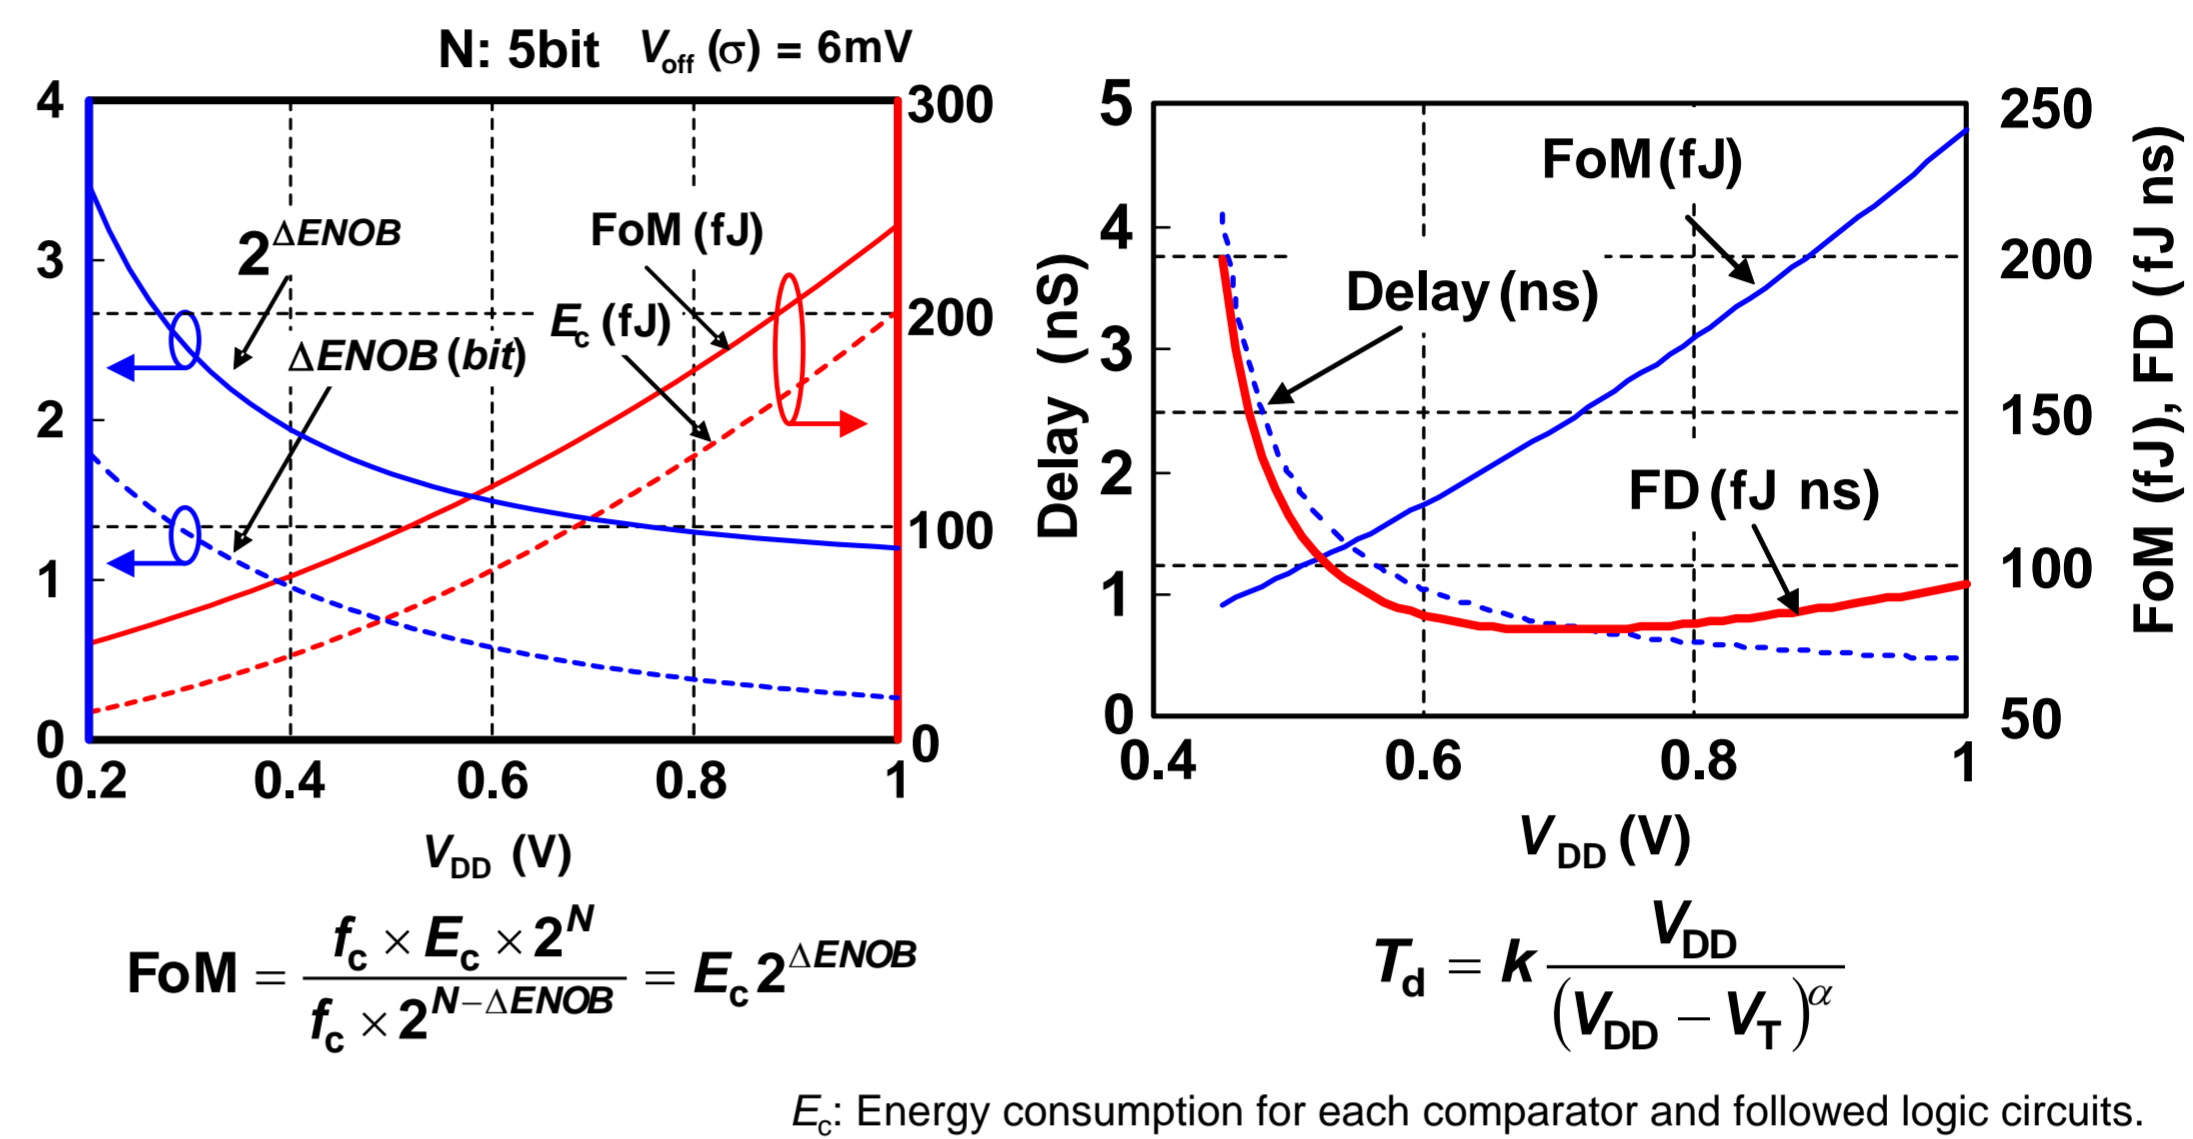 N: 5bit V_off (σ) = 6mV
4
3
2
1
0
300
200
100
0
2^ΔENOB
ΔENOB (bit)
FoM (fJ)
E_c (fJ)
0.2 0.4 0.6 0.8 1
V_DD (V)
FoM = (f_c × E_c × 2^N) / (f_c × 2^(N−ΔENOB)) = E_c 2^ΔENOB
Delay (nS)
5
4
3
2
1
0
FoM (fJ)
Delay (ns)
FD (fJ ns)
250
200
150
100
50
FoM (fJ), FD (fJ ns)
0.4 0.6 0.8 1
V_DD (V)
T_d = k V_DD / (V_DD − V_T)^α
E_c: Energy consumption for each comparator and followed logic circuits.